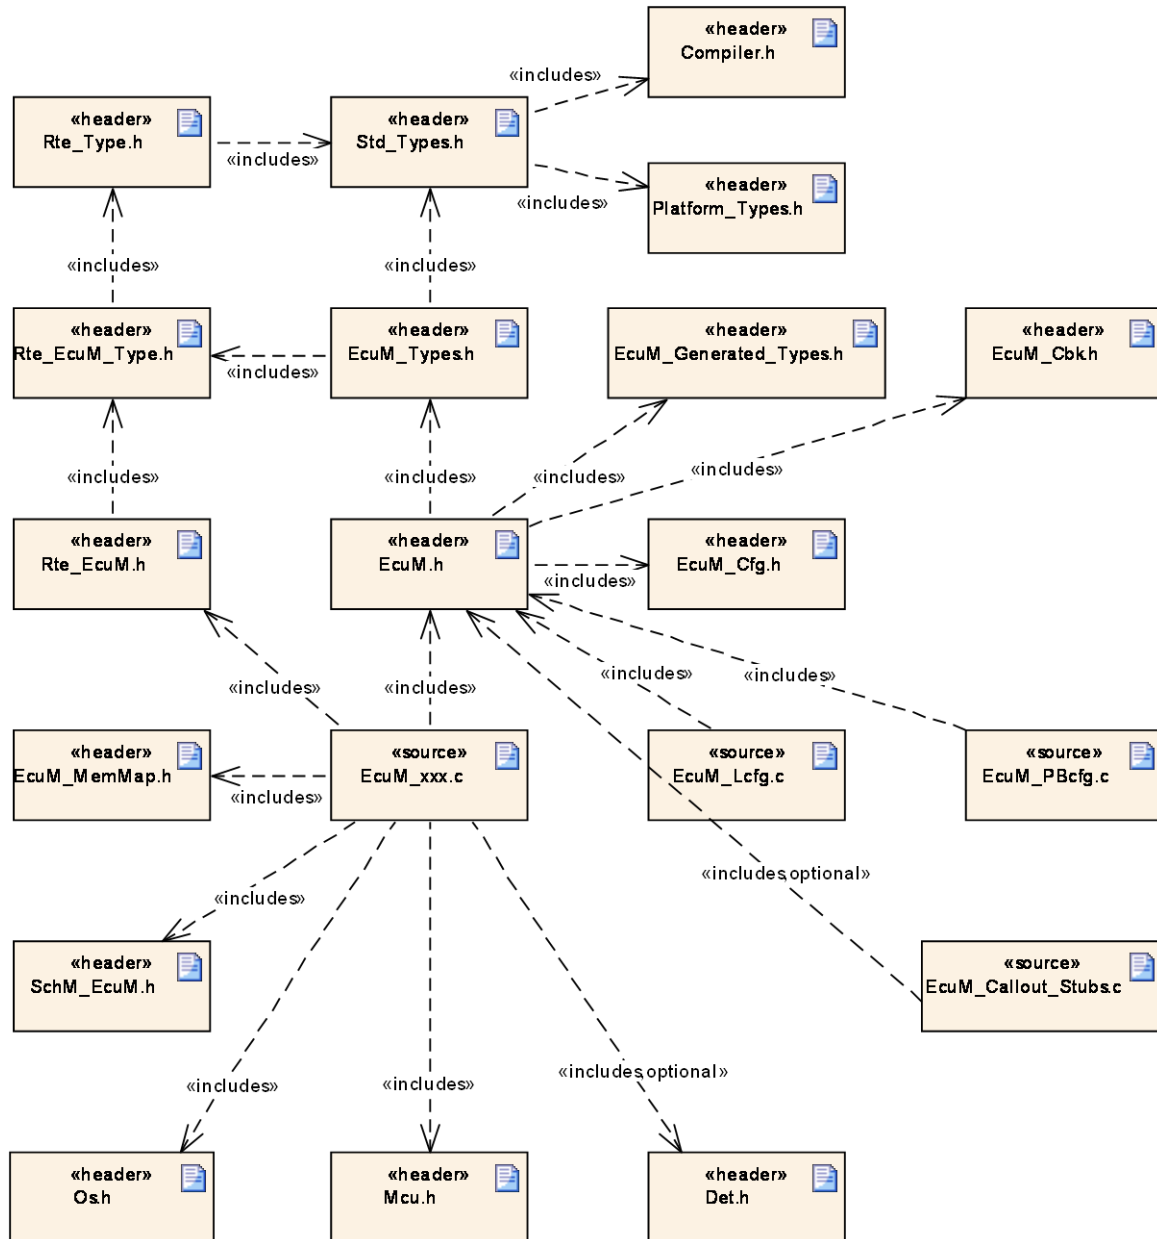 «header»
Compiler.h
«includes»
«header»
Rte_Type.h
«includes»
«header»
Std_Types.h
«includes»
«header»
Platform_Types.h
«includes»
«includes»
«header»
Rte_EcuM_Type.h
«includes»
«header»
EcuM_Types.h
«header»
EcuM_Generated_Types.h
«header»
EcuM_Cbk.h
«includes»
«includes»
«includes»
«includes»
«header»
Rte_EcuM.h
«header»
EcuM.h
«includes»
«header»
EcuM_Cfg.h
«includes»
«includes»
«includes»
«includes»
«header»
EcuM_MemMap.h
«includes»
«source»
EcuM_xxx.c
«source»
EcuM_Lcfg.c
«source»
EcuM_PBcfg.c
«includes»
«includes optional»
«header»
SchM_EcuM.h
«source»
EcuM_Callout_Stubs.c
«includes»
«includes»
«includes optional»
«header»
Os.h
«header»
Mcu.h
«header»
Det.h